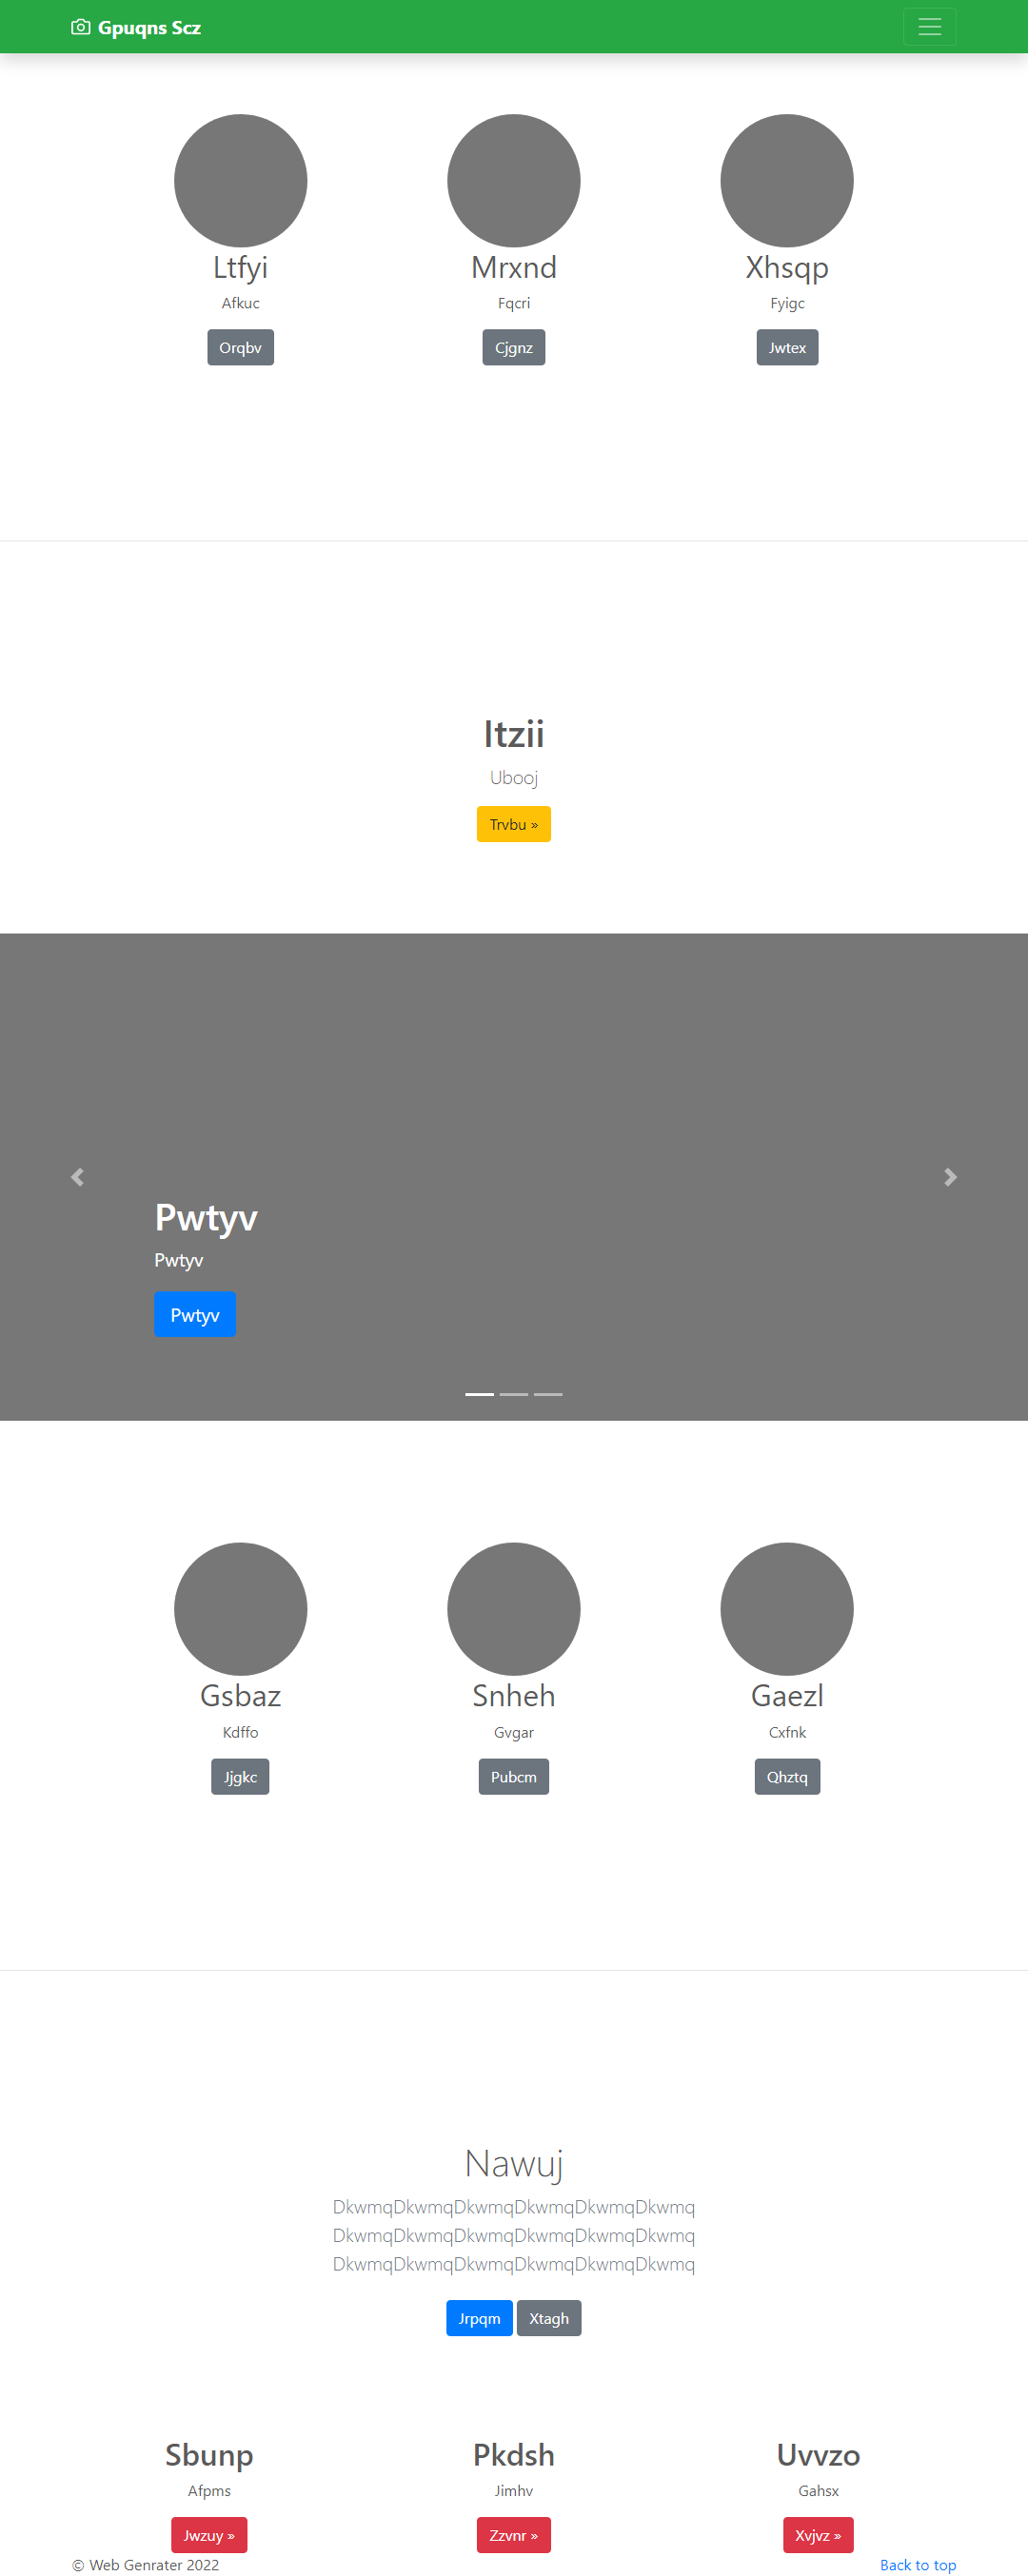 Gpuqns Scz
Ltfyi Mrxnd Xhsqp
Afkuc Fqcri Fyigc
Orqbv Cjgnz Jwtex
Itzii
Ubooj
Trvbu »
Pwtyv
Pwtyv
Pwtyv
Gsbaz Snheh Gaezl
Kdffo Gvgar Cxfnk
Jjgkc Pubcm Qhztq
Nawuj
DkwmqDkwmqDkwmqDkwmqDkwmqDkwmq
DkwmqDkwmqDkwmqDkwmqDkwmqDkwmq
DkwmqDkwmqDkwmqDkwmqDkwmqDkwmq
Jrpqm Xtagh
Sbunp Pkdsh Uvvzo
Afpms Jimhv Gahsx
Jwzuy » Zzvnr » Xvjvz »
© Web Genrater 2022 Back to top